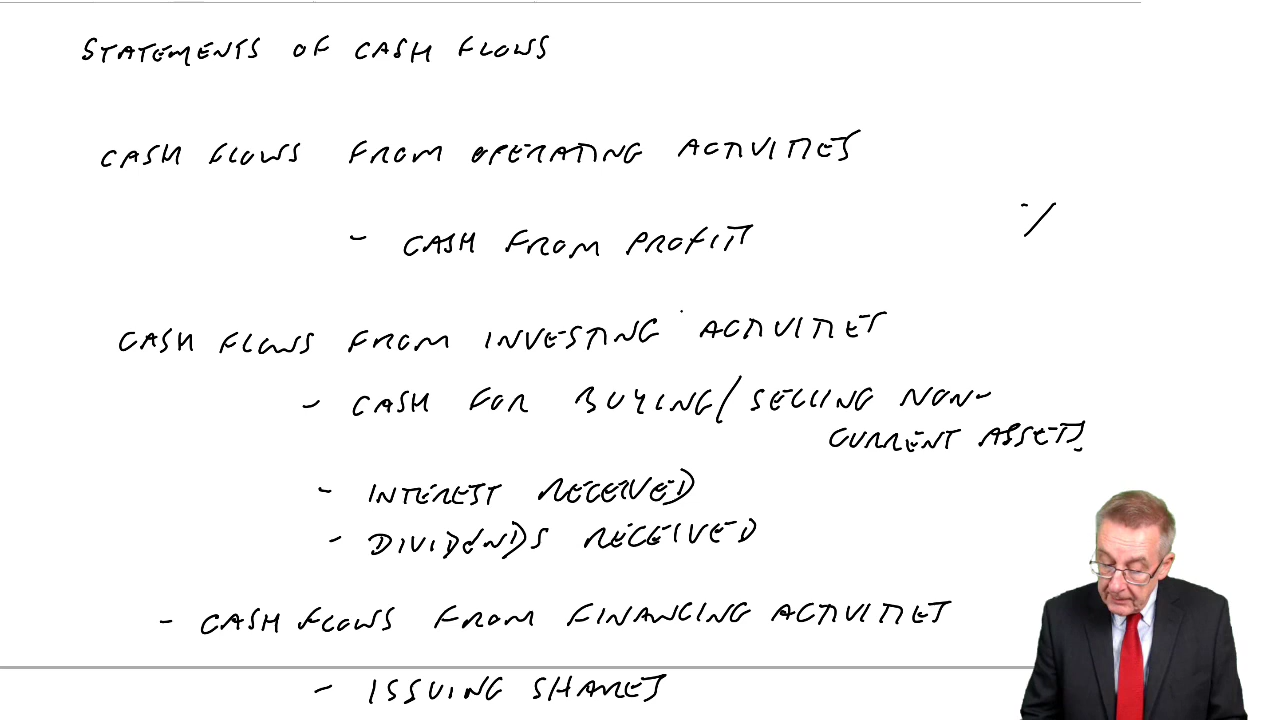 STATEMENTS OF CASH FLOWS
CASH FLOWS FROM OPERATING ACTIVITIES
- CASH FROM PROFIT
CASH FLOWS FROM INVESTING ACTIVITIES
- CASH FOR BUYING/SELLING NON-
CURRENT ASSETS
- INTEREST RECEIVED
- DIVIDENDS RECEIVED
- CASH FLOWS FROM FINANCING ACTIVITIES
- ISSUING SHARES